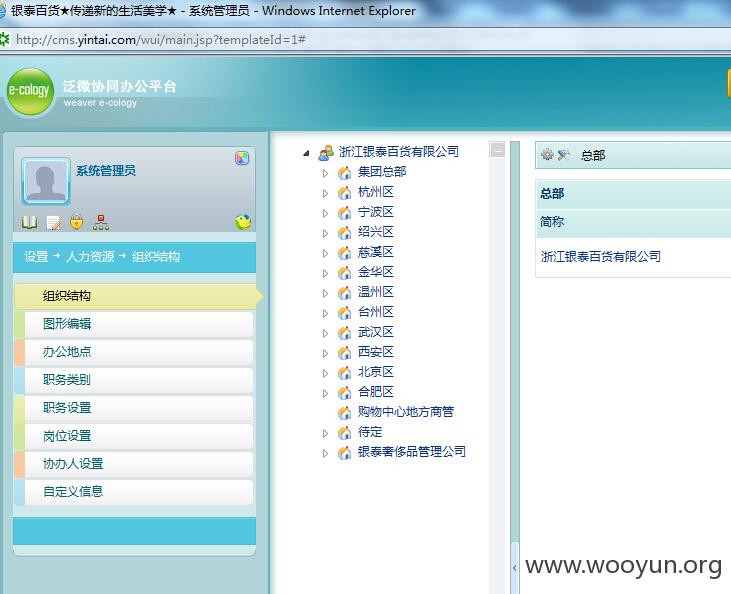 银泰百货★传递新的生活美学★ - 系统管理员 - Windows Internet Explorer
http://cms.yintai.com/wui/main.jsp?templateId=1#
e-cology
泛微协同办公平台
weaver e-cology
系统管理员
设置 → 人力资源 → 组织结构
组织结构
图形编辑
办公地点
职务类别
职务设置
岗位设置
协办人设置
自定义信息
浙江银泰百货有限公司
集团总部
杭州区
宁波区
绍兴区
慈溪区
金华区
温州区
台州区
武汉区
西安区
北京区
合肥区
购物中心地方商管
待定
银泰奢侈品管理公司
总部
总部
简称
浙江银泰百货有限公司
www.wooyun.org